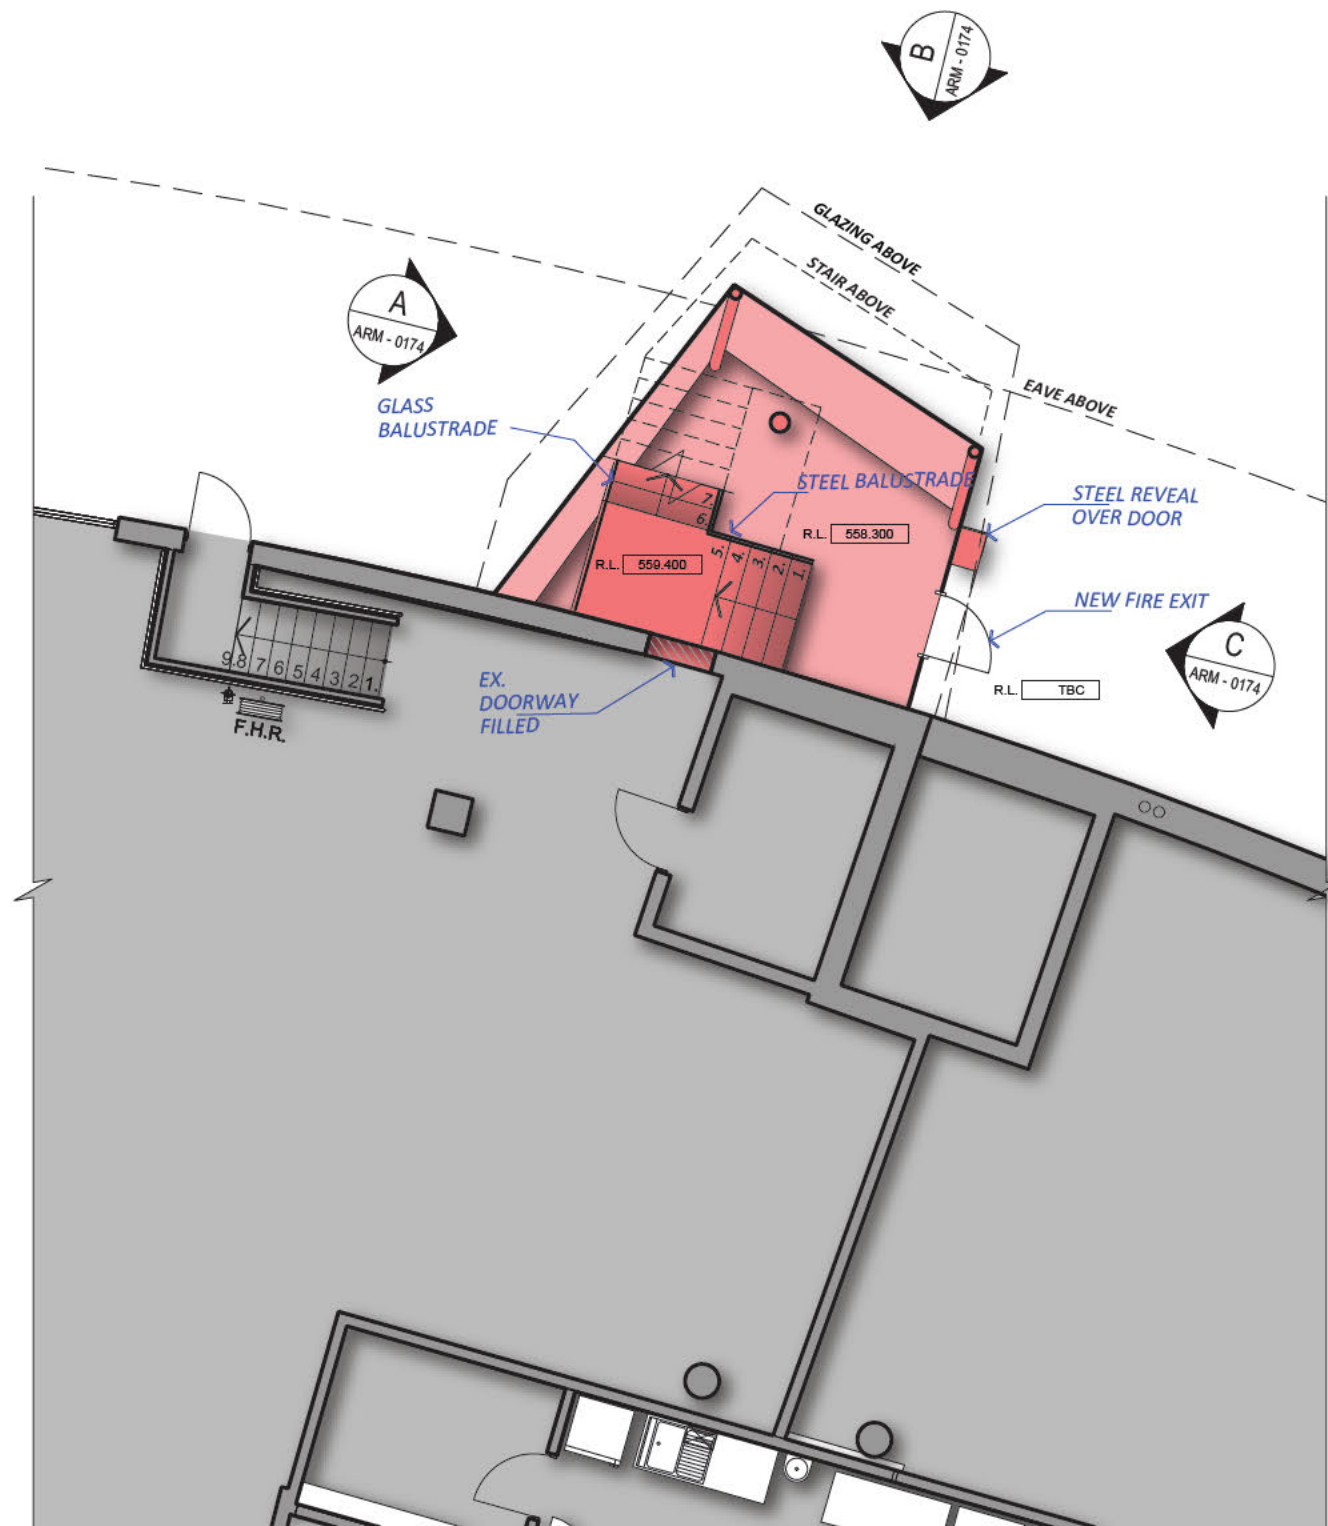 B
ARM - 0174
GLAZING ABOVE
STAIR ABOVE
A
ARM - 0174
EAVE ABOVE
GLASS
BALUSTRADE
STEEL BALUSTRADE
STEEL REVEAL
OVER DOOR
7.
6.
R.L. 558.300
R.L. 559.400
5.
4.
3.
2.
1.
NEW FIRE EXIT
C
ARM - 0174
R.L. TBC
9.8 7 6 5 4 3 2 1.
EX.
DOORWAY
FILLED
F.H.R.